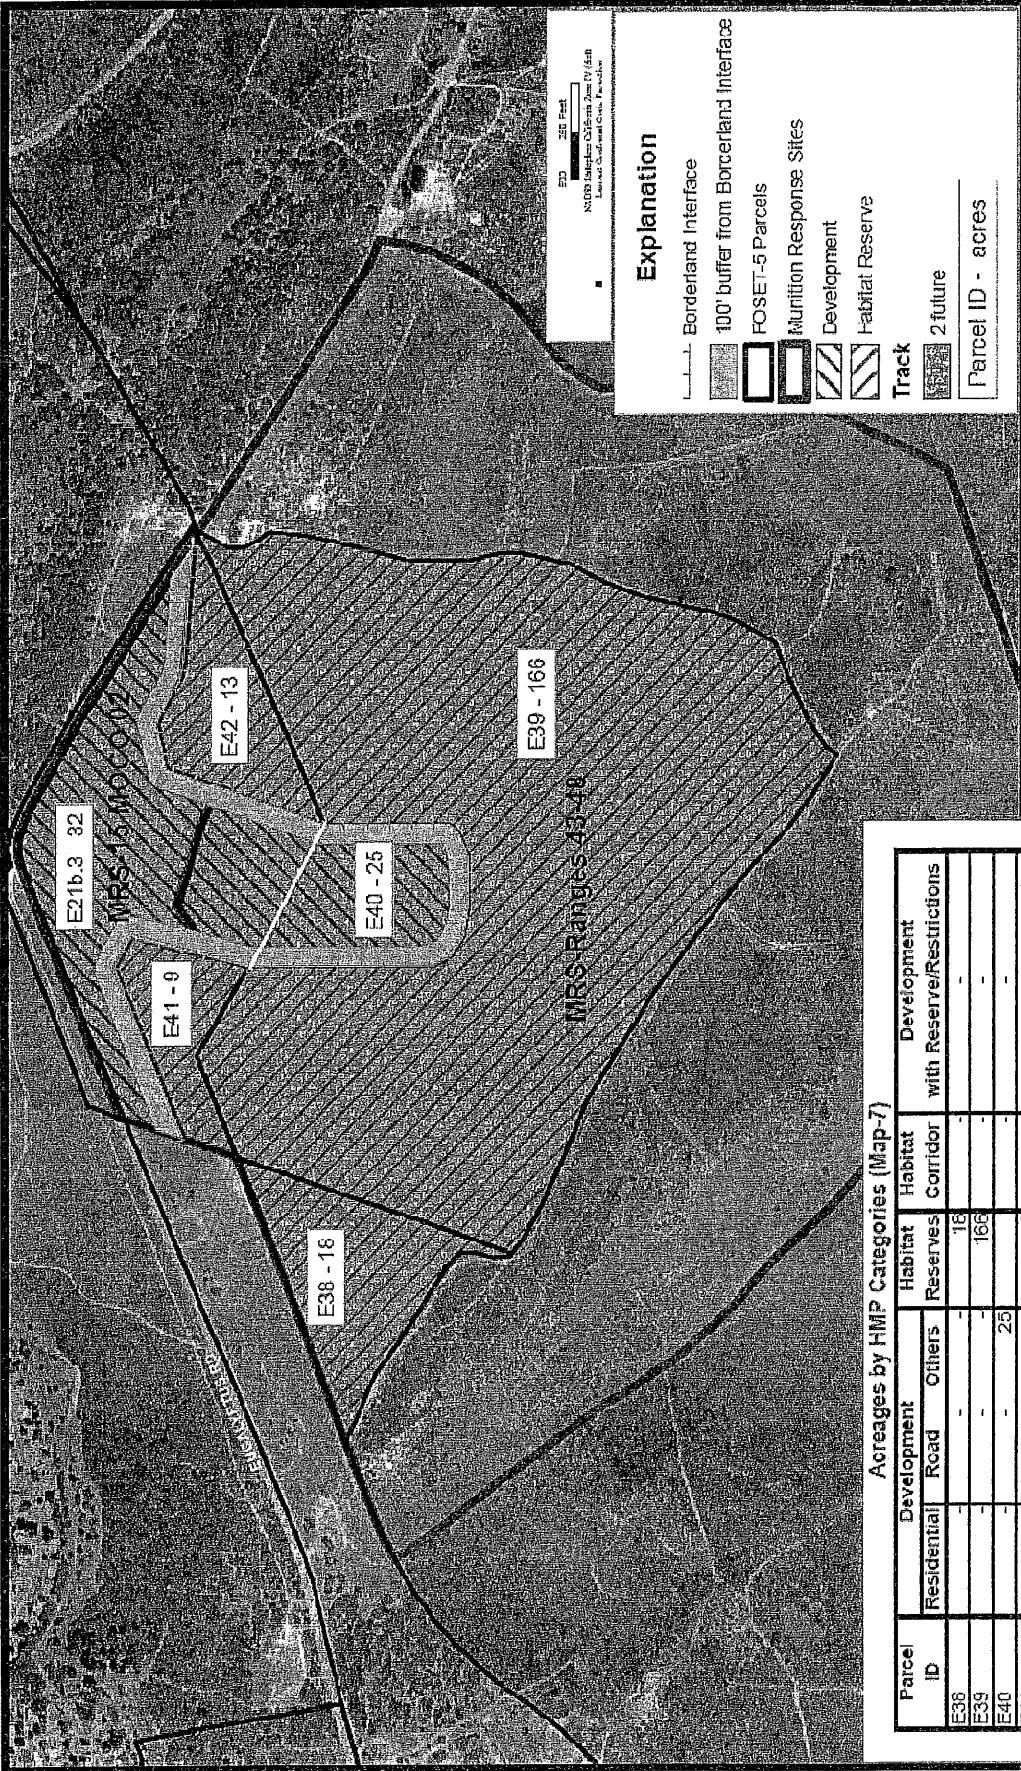 E21b.3 32
MRS-15 MOCO.02
E42 - 13
E41 - 9
E40 - 25
E39 - 166
E38 - 18
MRS-Ranges 43-48
250 Feet
Explanation
Borderland Interface
100' buffer from Borcerland Interface
FOSET-5 Parcels
Munition Response Sites
Development
Habitat Reserve
Track
2 future
Parcel ID - acres
Acreages by HMP Categories (Map-7)
Parcel ID Development Habitat Reserves Habitat Corridor Development with Reserve/Restrictions
Residential Road Others
E38 - - - 18 - -
E39 - - - 166 - -
E40 - - 25 - -